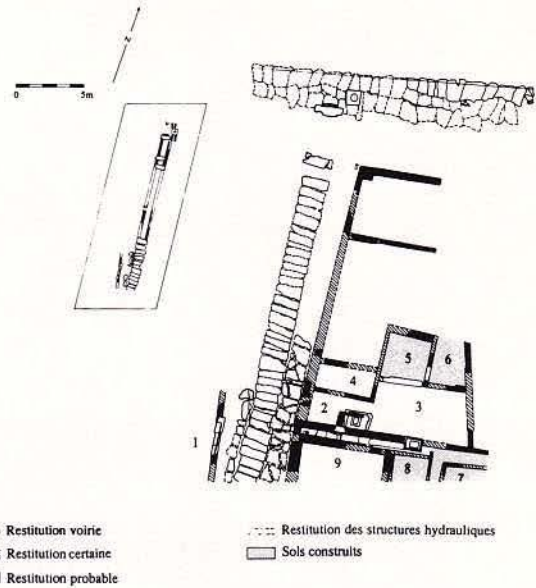 N
0 5m
5
6
4
3
2
1
9
8
7
Restitution voirie
Restitution certaine
Restitution probable
Restitution des structures hydrauliques
Sols construits